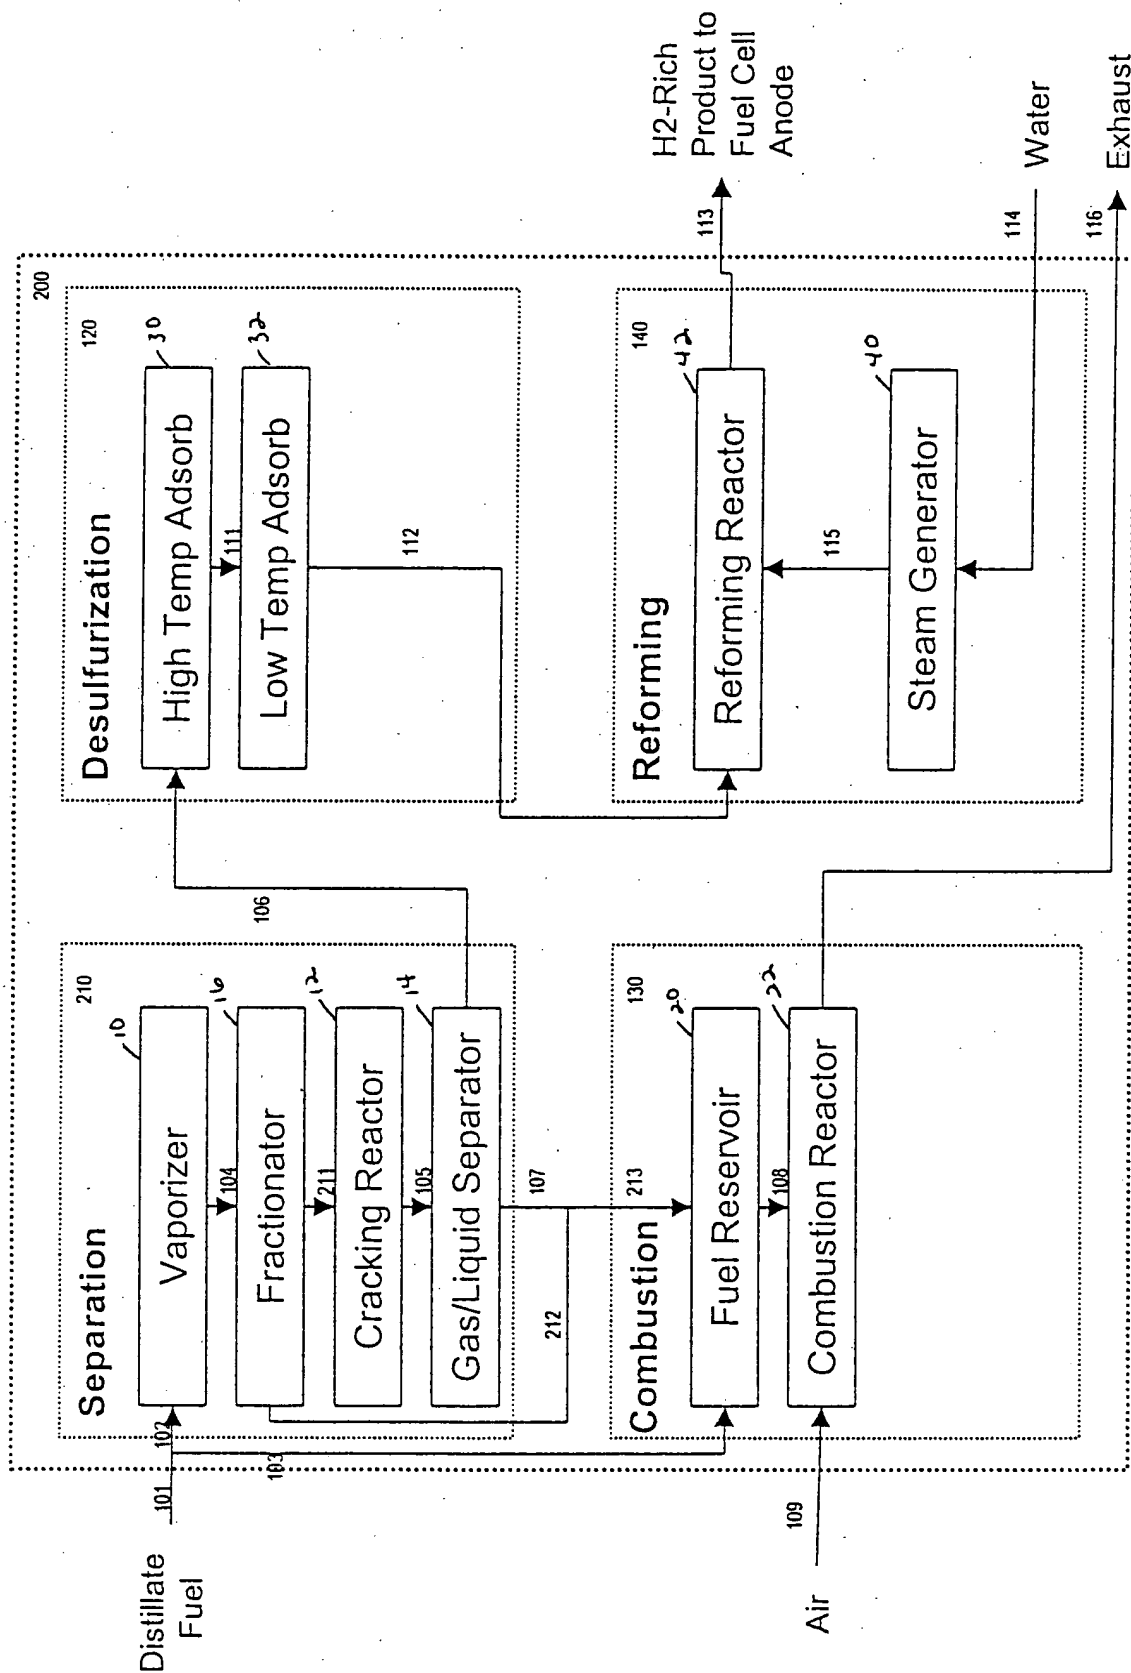 200
Separation
210
Vaporizer
10
104
Fractionator
16
211
Cracking Reactor
12
105
Gas/Liquid Separator
14
107
212
106
Distillate
Fuel
101
102
103
Desulfurization
120
High Temp Adsorb
30
111
Low Temp Adsorb
32
112
Combustion
130
213
Fuel Reservoir
20
108
Combustion Reactor
22
Air
109
Reforming
140
Reforming Reactor
42
115
Steam Generator
40
H2-Rich
Product to
Fuel Cell
Anode
113
Water
114
Exhaust
116